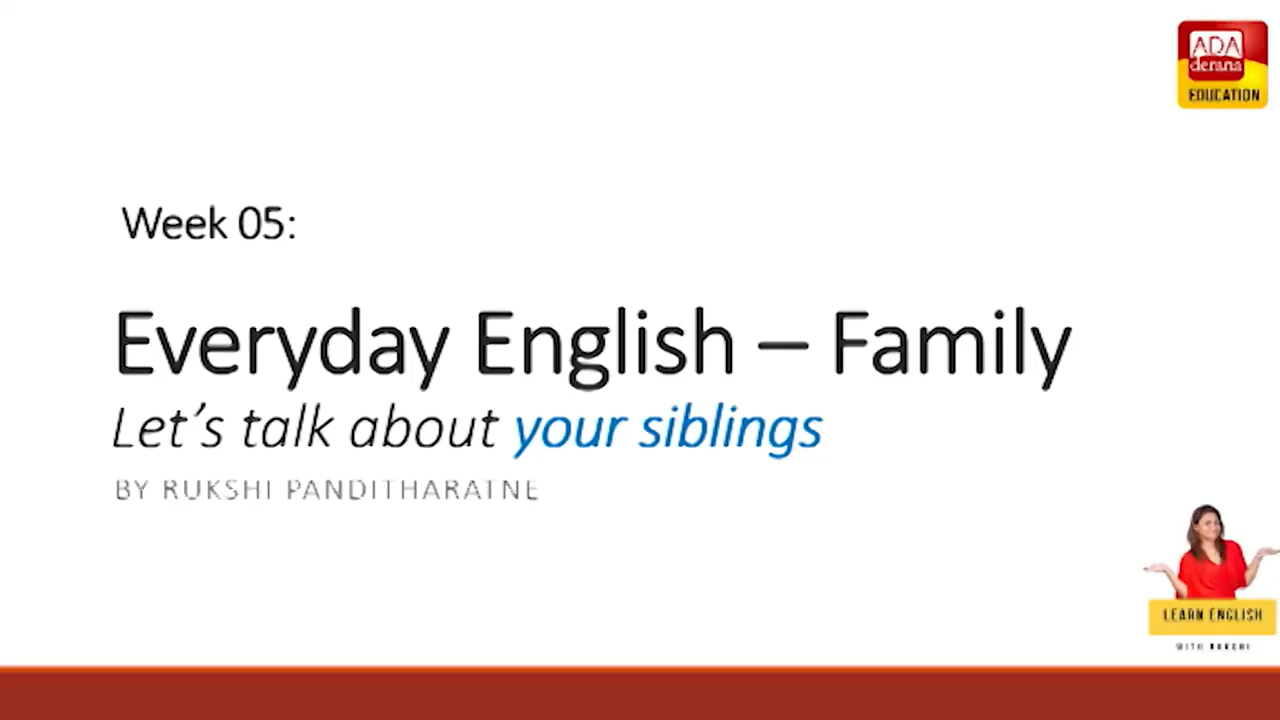 ADA
derana
EDUCATION
Week 05:
Everyday English – Family
Let's talk about your siblings
BY RUKSHI PANDITHARATNE
LEARN ENGLISH
WITH RUKSHI